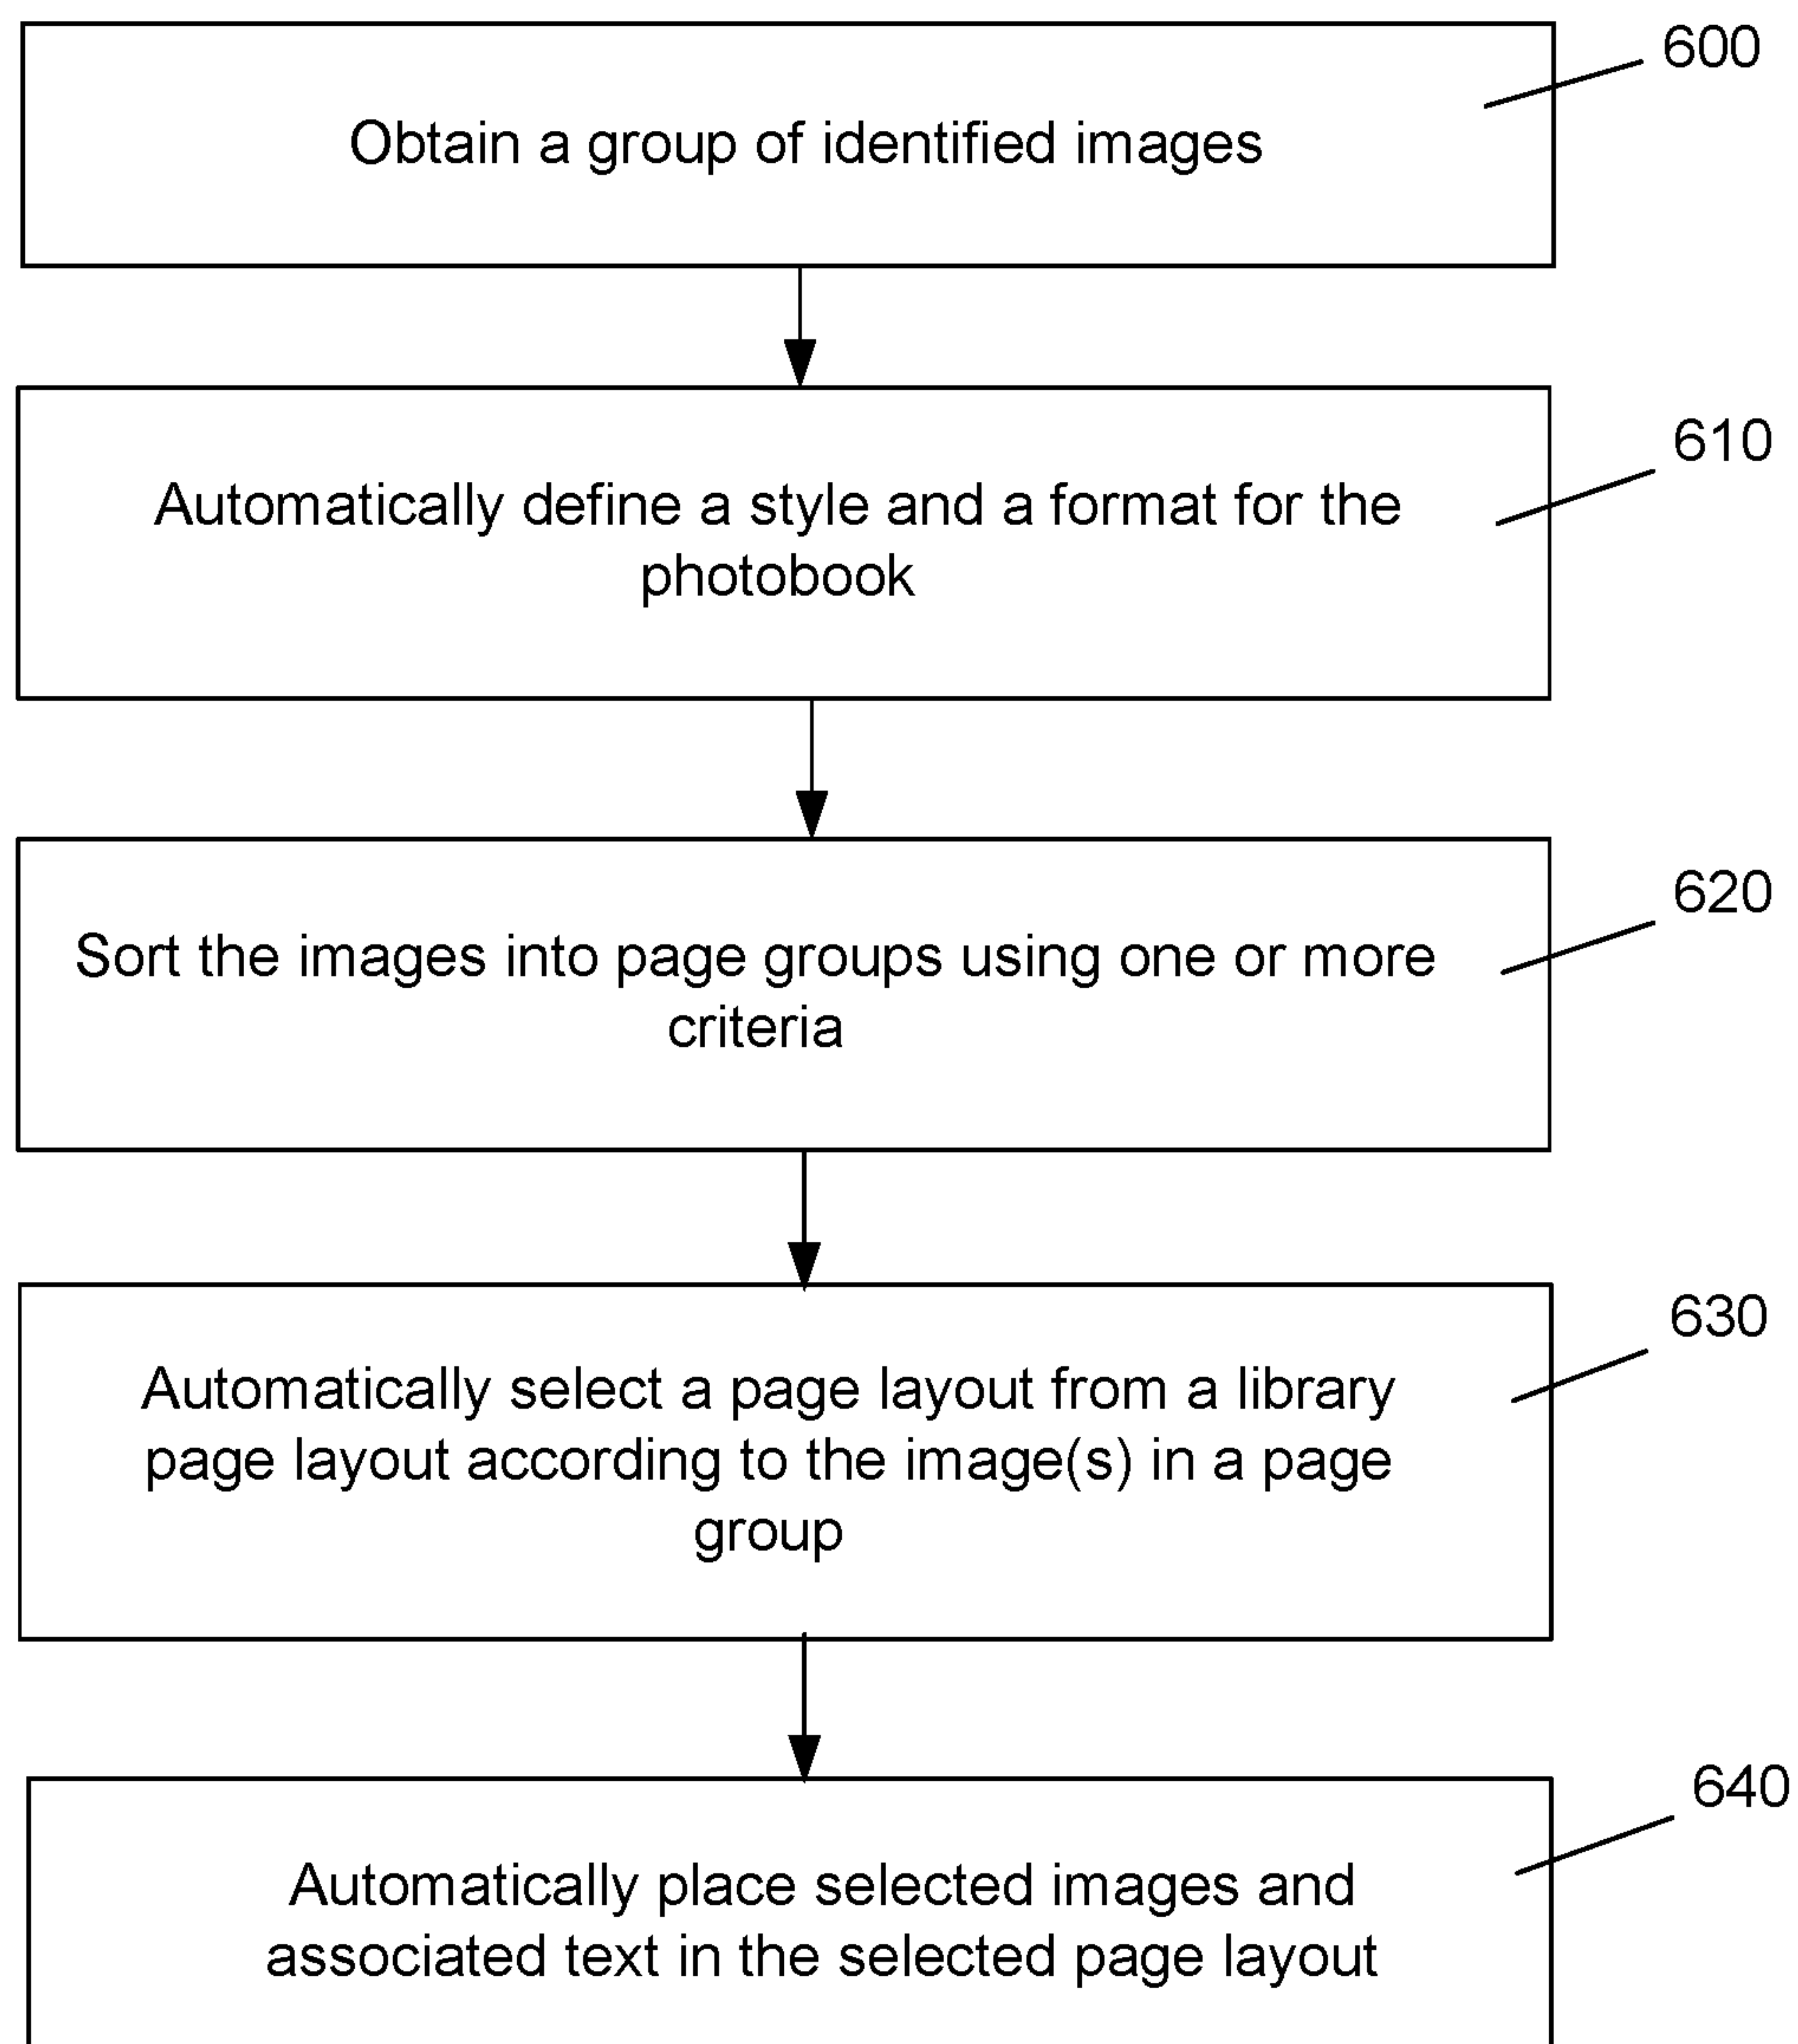 600
Obtain a group of identified images
610
Automatically define a style and a format for the
photobook
620
Sort the images into page groups using one or more
criteria
630
Automatically select a page layout from a library
page layout according to the image(s) in a page
group
640
Automatically place selected images and
associated text in the selected page layout